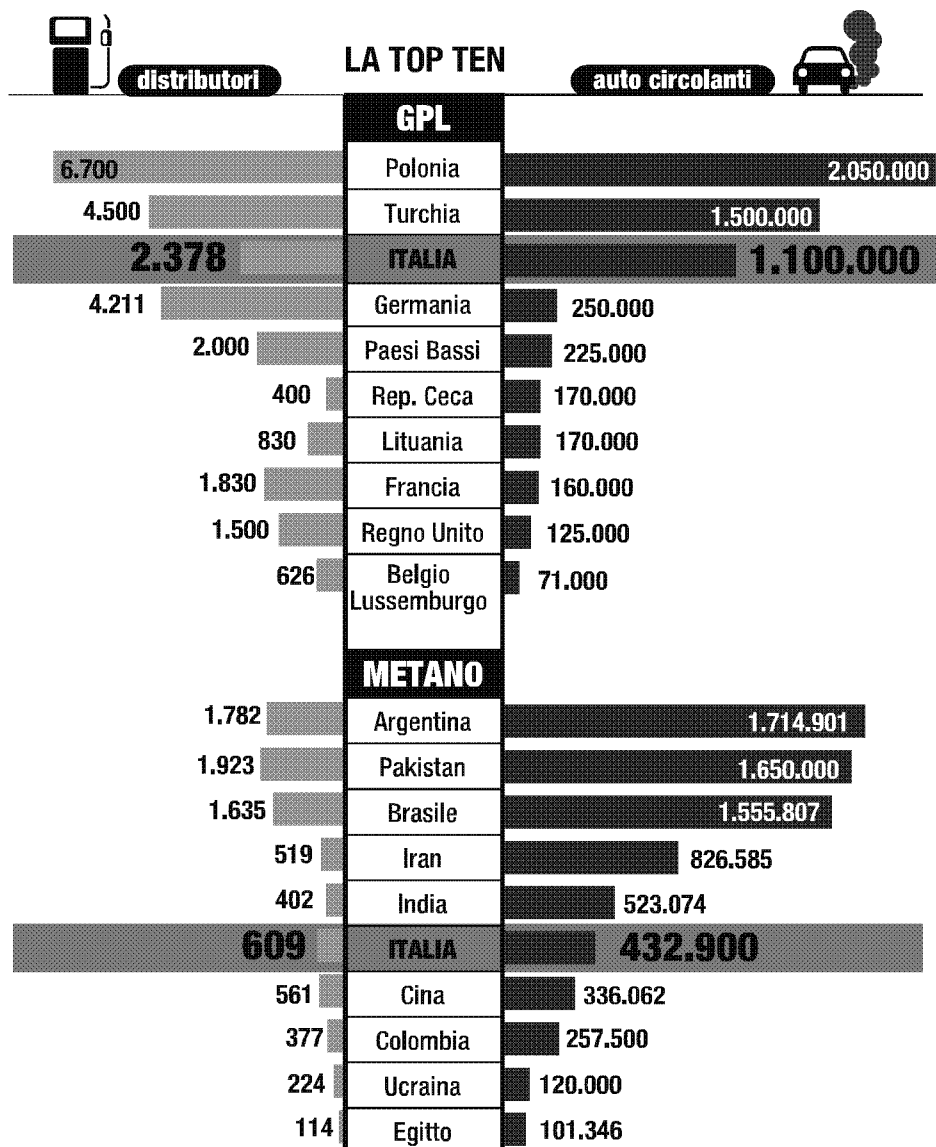 LA TOP TEN
distributori
auto circolanti
GPL
6.700 Polonia 2.050.000
4.500 Turchia 1.500.000
2.378 ITALIA 1.100.000
4.211 Germania 250.000
2.000 Paesi Bassi 225.000
400 Rep. Ceca 170.000
830 Lituania 170.000
1.830 Francia 160.000
1.500 Regno Unito 125.000
626 Belgio 71.000
Lussemburgo
METANO
1.782 Argentina 1.714.901
1.923 Pakistan 1.650.000
1.635 Brasile 1.555.807
519 Iran 826.585
402 India 523.074
609 ITALIA 432.900
561 Cina 336.062
377 Colombia 257.500
224 Ucraina 120.000
114 Egitto 101.346